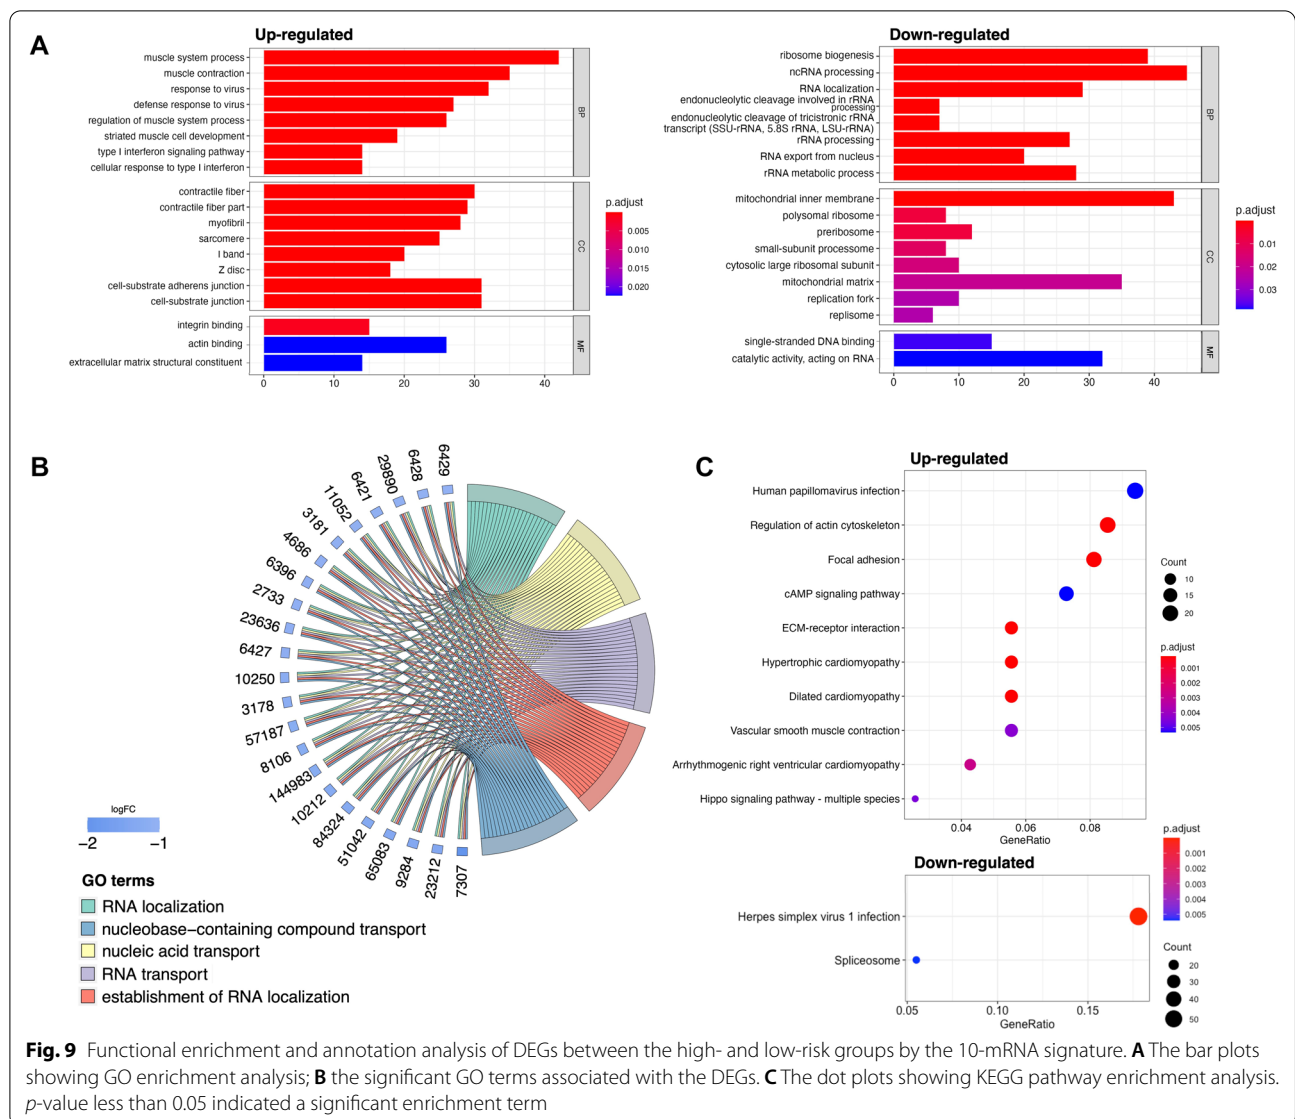 A
Up-regulated
muscle system process
muscle contraction
response to virus
defense response to virus
regulation of muscle system process
striated muscle cell development
type I interferon signaling pathway
cellular response to type I interferon
BP
contractile fiber
contractile fiber part
myofibril
sarcomere
I band
Z disc
cell-substrate adherens junction
cell-substrate junction
CC
integrin binding
actin binding
extracellular matrix structural constituent
MF
0 10 20 30 40
p.adjust
0.005
0.010
0.015
0.020
Down-regulated
ribosome biogenesis
ncRNA processing
RNA localization
endonucleolytic cleavage involved in rRNA
processing
endonucleolytic cleavage of tricistronic rRNA
transcript (SSU-rRNA, 5.8S rRNA, LSU-rRNA)
rRNA processing
RNA export from nucleus
rRNA metabolic process
BP
mitochondrial inner membrane
polysomal ribosome
preribosome
small-subunit processome
cytosolic large ribosomal subunit
mitochondrial matrix
replication fork
replisome
CC
single-stranded DNA binding
catalytic activity, acting on RNA
MF
0 10 20 30 40
p.adjust
0.01
0.02
0.03
B
6429
6428
29890
6421
11052
3181
4686
6396
2733
23636
6427
10250
3178
57187
8106
144983
10212
84324
51042
65083
9284
23212
7307
logFC
−2 −1
GO terms
RNA localization
nucleobase−containing compound transport
nucleic acid transport
RNA transport
establishment of RNA localization
C
Up-regulated
Human papillomavirus infection
Regulation of actin cytoskeleton
Focal adhesion
cAMP signaling pathway
ECM-receptor interaction
Hypertrophic cardiomyopathy
Dilated cardiomyopathy
Vascular smooth muscle contraction
Arrhythmogenic right ventricular cardiomyopathy
Hippo signaling pathway - multiple species
0.04 0.06 0.08
GeneRatio
Count
10
15
20
p.adjust
0.001
0.002
0.003
0.004
0.005
Down-regulated
Herpes simplex virus 1 infection
Spliceosome
0.05 0.10 0.15
GeneRatio
p.adjust
0.001
0.002
0.003
0.004
0.005
Count
20
30
40
50
Fig. 9 Functional enrichment and annotation analysis of DEGs between the high- and low-risk groups by the 10-mRNA signature. A The bar plots
showing GO enrichment analysis; B the significant GO terms associated with the DEGs. C The dot plots showing KEGG pathway enrichment analysis.
p-value less than 0.05 indicated a significant enrichment term